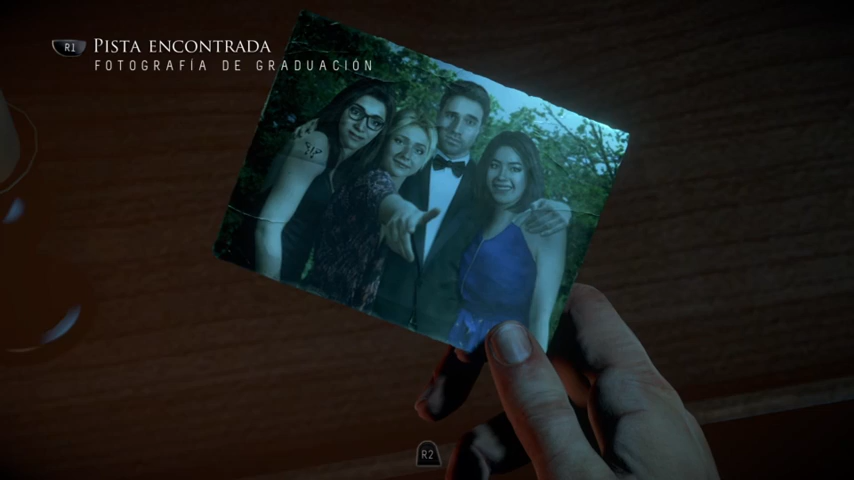 R1 PISTA ENCONTRADA
FOTOGRAFÍA DE GRADUACIÓN
R2